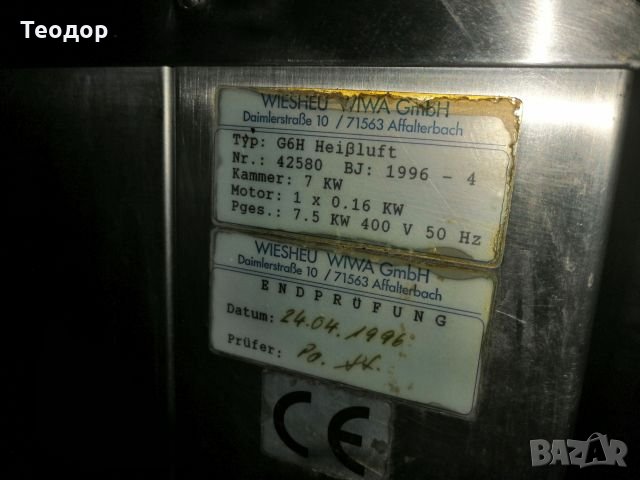 Теодор
WIESHEU WIWA GmbH
Daimlerstraße 10 / 71563 Affalterbach
Typ: G6H Heißluft
Nr.: 42580 BJ: 1996 - 4
Kammer: 7 KW
Motor: 1 x 0.16 KW
Pges.: 7.5 KW 400 V 50 Hz
WIESHEU WIWA GmbH
Daimlerstraße 10 / 71563 Affalterbach
ENDPRÜFUNG
Datum: 24.04.1996
Prüfer:
CE
BAZAR